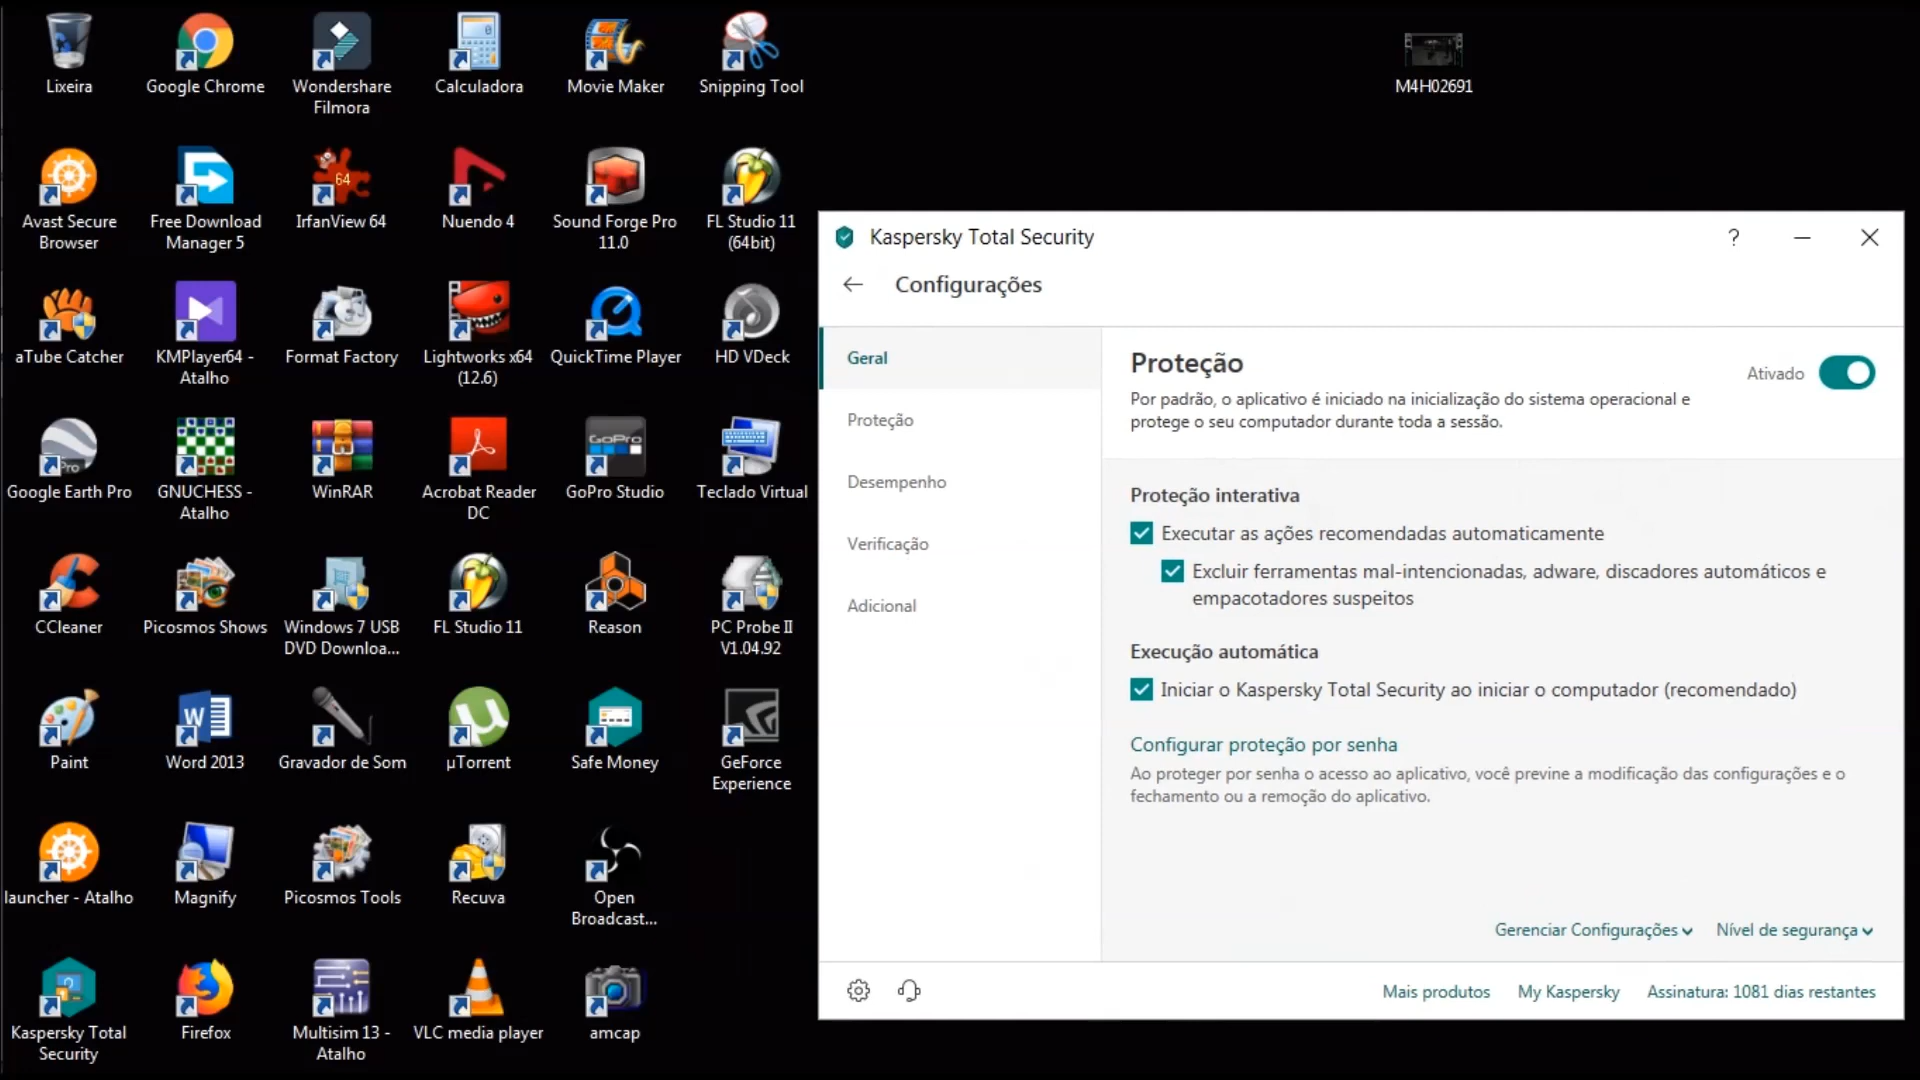 Lixeira
Google Chrome
Wondershare
Filmora
Calculadora
Movie Maker
Snipping Tool
M4H02691
Avast Secure
Browser
Free Download
Manager 5
64
IrfanView 64
Nuendo 4
Sound Forge Pro
11.0
FL Studio 11
(64bit)
aTube Catcher
KMPlayer64 -
Atalho
Format Factory
Lightworks x64
(12.6)
QuickTime Player
HD VDeck
Pro
Google Earth Pro
GNUCHESS -
Atalho
WinRAR
Acrobat Reader
DC
GoPro
GoPro Studio
Teclado Virtual
CCleaner
Picosmos Shows
Windows 7 USB
DVD Downloa...
FL Studio 11
Reason
PC Probe II
V1.04.92
Paint
W
Word 2013
Gravador de Som
µTorrent
Safe Money
GeForce
Experience
launcher - Atalho
Magnify
Picosmos Tools
Recuva
Open
Broadcast...
Kaspersky Total
Security
Firefox
Multisim 13 -
Atalho
VLC media player
amcap
Kaspersky Total Security
?
Configurações
Geral
Proteção
Desempenho
Verificação
Adicional
Proteção
Ativado
Por padrão, o aplicativo é iniciado na inicialização do sistema operacional e
protege o seu computador durante toda a sessão.
Proteção interativa
Executar as ações recomendadas automaticamente
Excluir ferramentas mal-intencionadas, adware, discadores automáticos e
empacotadores suspeitos
Execução automática
Iniciar o Kaspersky Total Security ao iniciar o computador (recomendado)
Configurar proteção por senha
Ao proteger por senha o acesso ao aplicativo, você previne a modificação das configurações e o
fechamento ou a remoção do aplicativo.
Gerenciar Configurações
Nível de segurança
Mais produtos
My Kaspersky
Assinatura: 1081 dias restantes